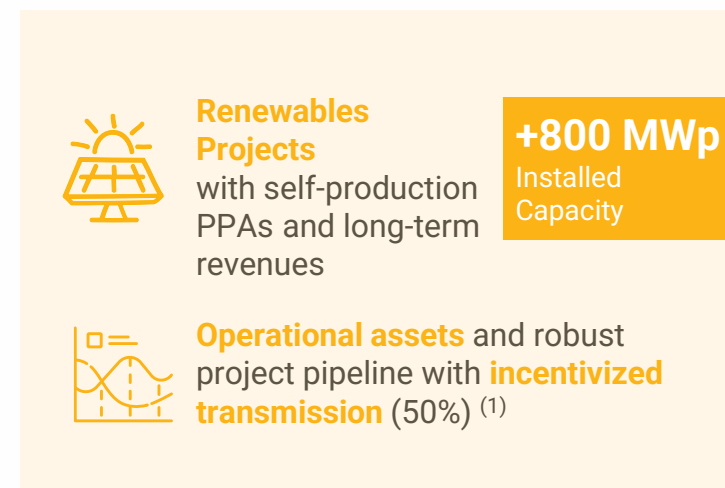 Renewables
Projects
with self-production
PPAs and long-term
revenues
+800 MWp
Installed
Capacity
Operational assets and robust
project pipeline with incentivized
transmission (50%) (1)